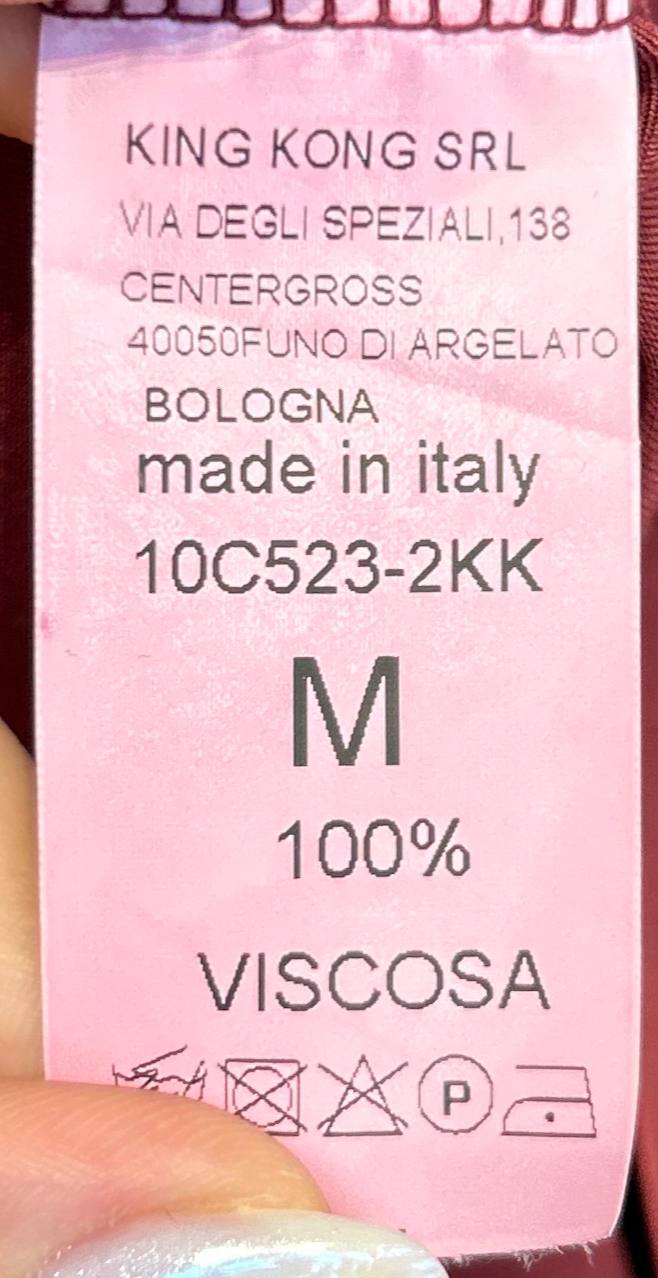 KING KONG SRL
VIA DEGLI SPEZIALI,138
CENTERGROSS
40050FUNO DI ARGELATO
BOLOGNA
made in italy
10C523-2KK
M
100%
VISCOSA
P